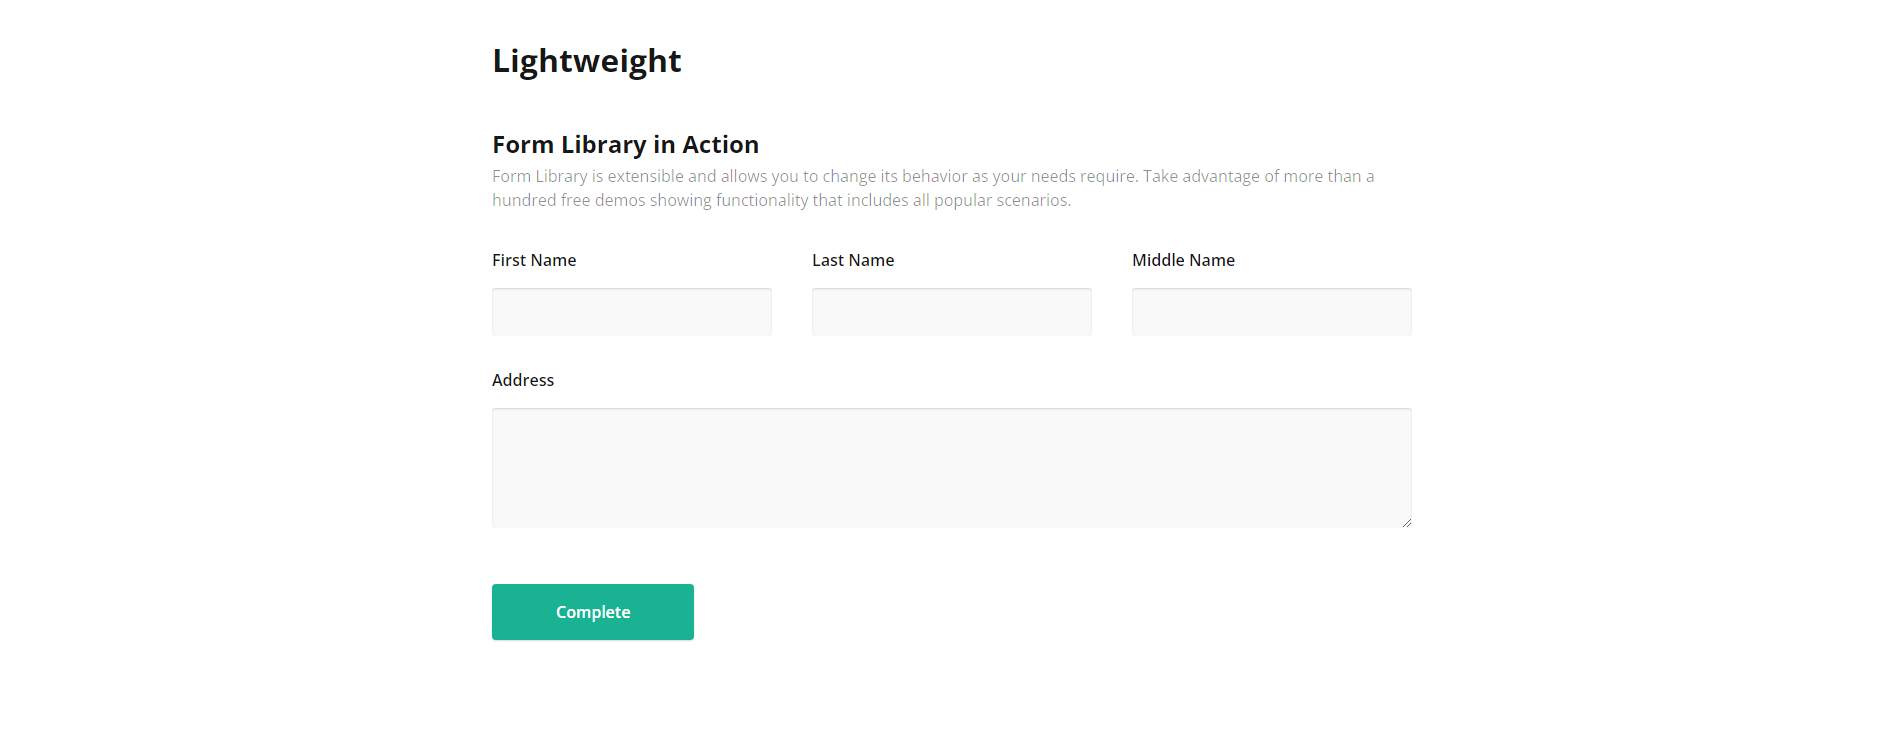 Lightweight
Form Library in Action
Form Library is extensible and allows you to change its behavior as your needs require. Take advantage of more than a
hundred free demos showing functionality that includes all popular scenarios.
First Name
Last Name
Middle Name
Address
Complete